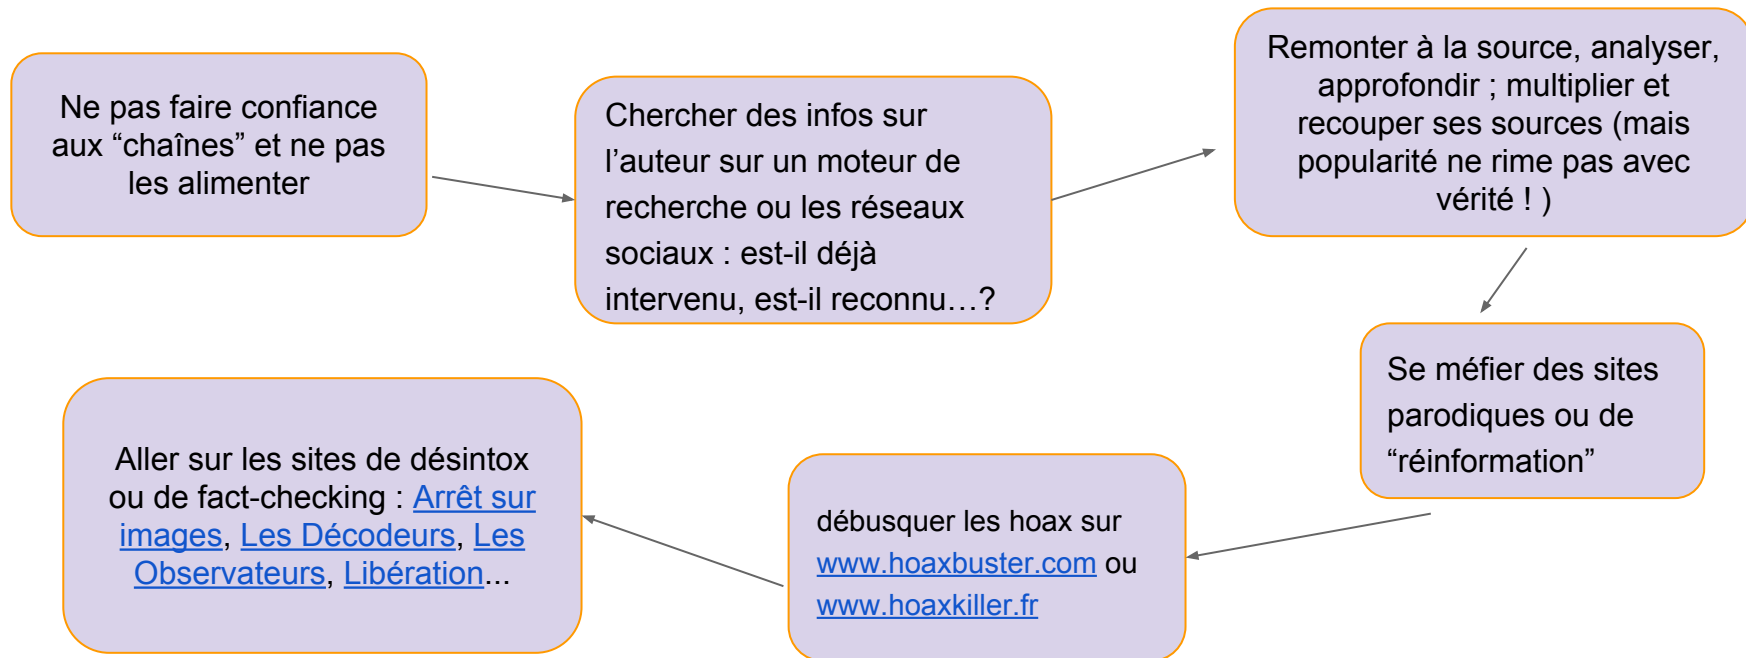 Ne pas faire confiance
aux “chaînes” et ne pas
les alimenter
Chercher des infos sur
l’auteur sur un moteur de
recherche ou les réseaux
sociaux : est-il déjà
intervenu, est-il reconnu…?
Remonter à la source, analyser,
approfondir ; multiplier et
recouper ses sources (mais
popularité ne rime pas avec
vérité ! )
Se méfier des sites
parodiques ou de
“réinformation”
débusquer les hoax sur
www.hoaxbuster.com ou
www.hoaxkiller.fr
Aller sur les sites de désintox
ou de fact-checking : Arrêt sur
images, Les Décodeurs, Les
Observateurs, Libération...